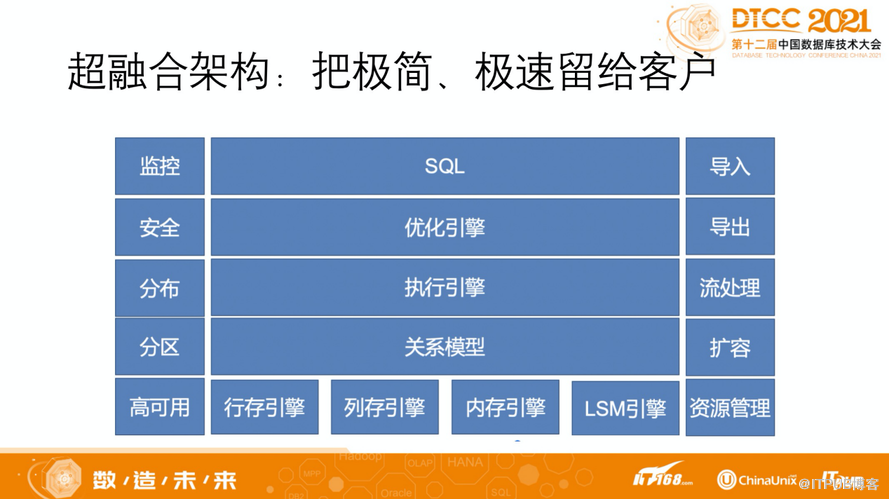 DTCC 2021
第十二届中国数据库技术大会
DATABASE TECHNOLOGY CONFERENCE CHINA 2021
超融合架构：把极简、极速留给客户
监控 SQL 导入
安全 优化引擎 导出
分布 执行引擎 流处理
分区 关系模型 扩容
高可用 行存引擎 列存引擎 内存引擎 LSM引擎 资源管理
数/造/未/来
Hadoop
MPP
OLAP
HANA
DB2
Oracle
SQL
IT168.com
ChinaUnix
@ITPUB博客